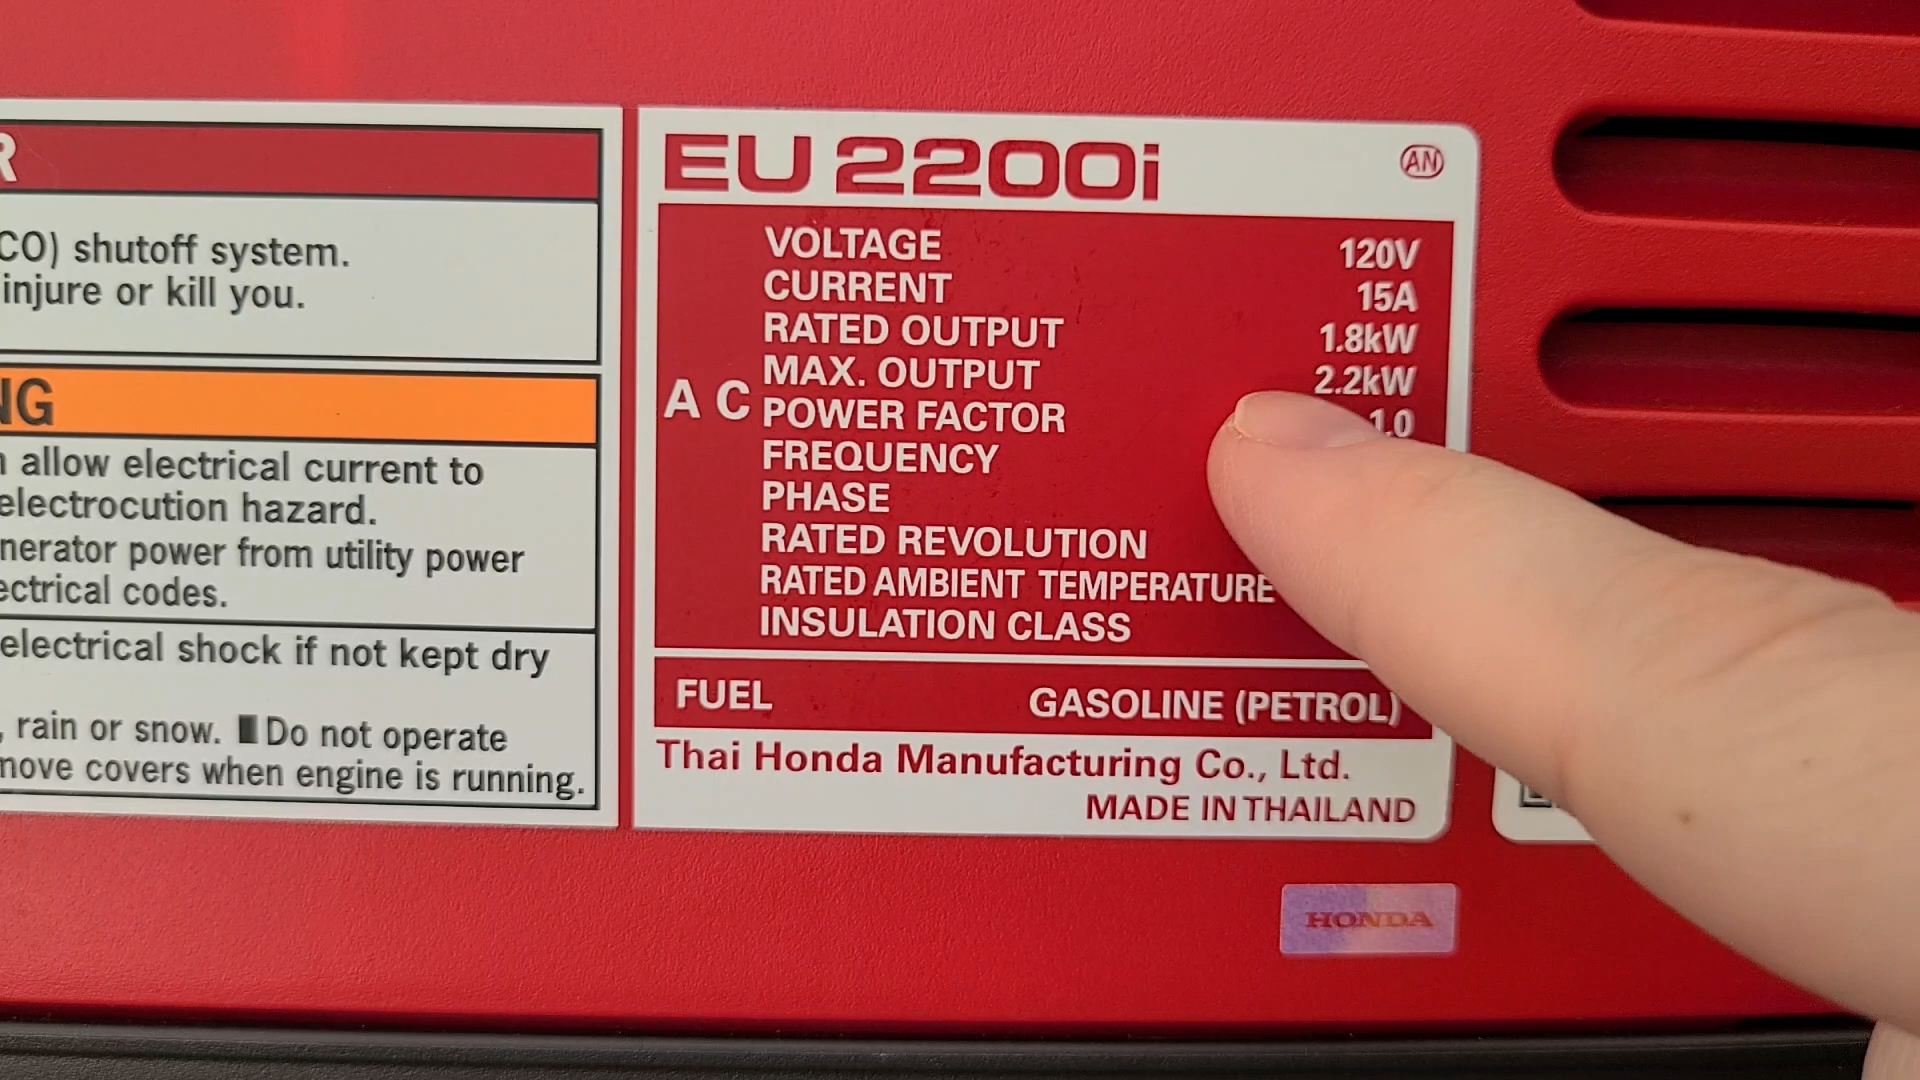 R
CO) shutoff system.
injure or kill you.
NG
allow electrical current to
electrocution hazard.
nerator power from utility power
ectrical codes.
electrical shock if not kept dry
, rain or snow. ■Do not operate
move covers when engine is running.
EU2200i AN
AC
VOLTAGE 120V
CURRENT 15A
RATED OUTPUT 1.8kW
MAX. OUTPUT 2.2kW
POWER FACTOR 1.0
FREQUENCY
PHASE
RATED REVOLUTION
RATED AMBIENT TEMPERATURE
INSULATION CLASS
FUEL GASOLINE (PETROL)
Thai Honda Manufacturing Co., Ltd.
MADE IN THAILAND
HONDA